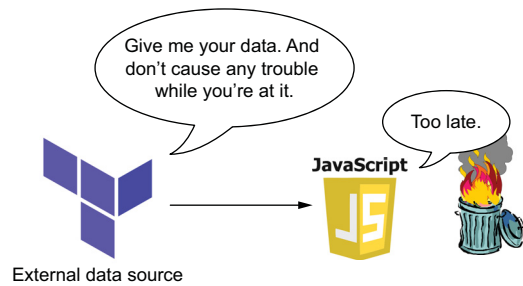 Give me your data. And
don't cause any trouble
while you're at it.
Too late.
JavaScript
JS
External data source